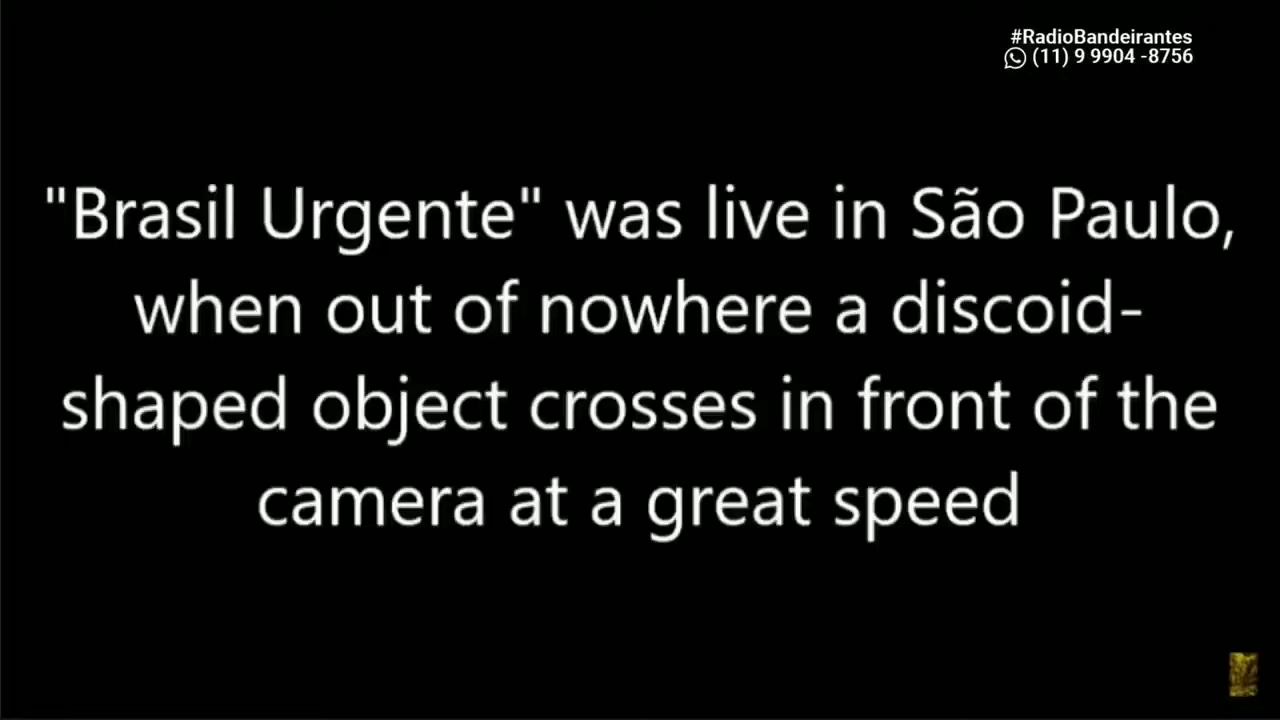 #RadioBandeirantes
(11) 9 9904 -8756
"Brasil Urgente" was live in São Paulo,
when out of nowhere a discoid-
shaped object crosses in front of the
camera at a great speed